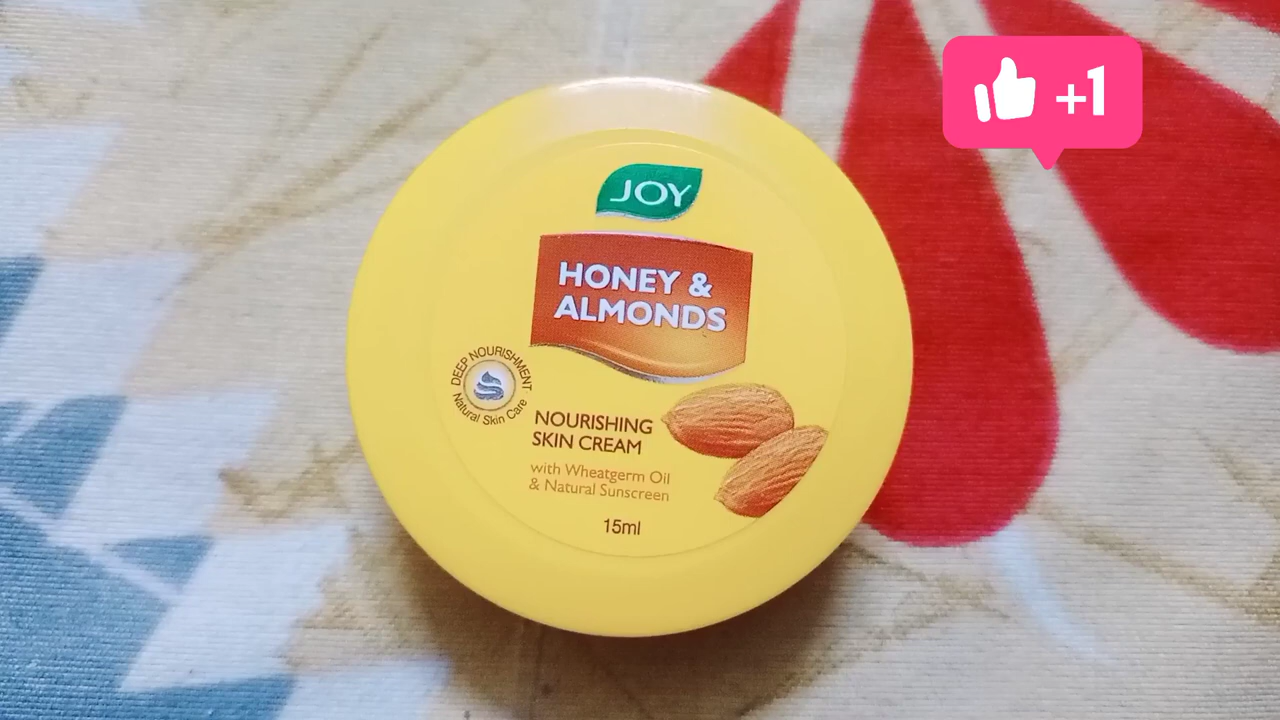 +1
JOY
HONEY &
ALMONDS
DEEP NOURISHMENT
Natural Skin Care
NOURISHING
SKIN CREAM
with Wheatgerm Oil
& Natural Sunscreen
15ml